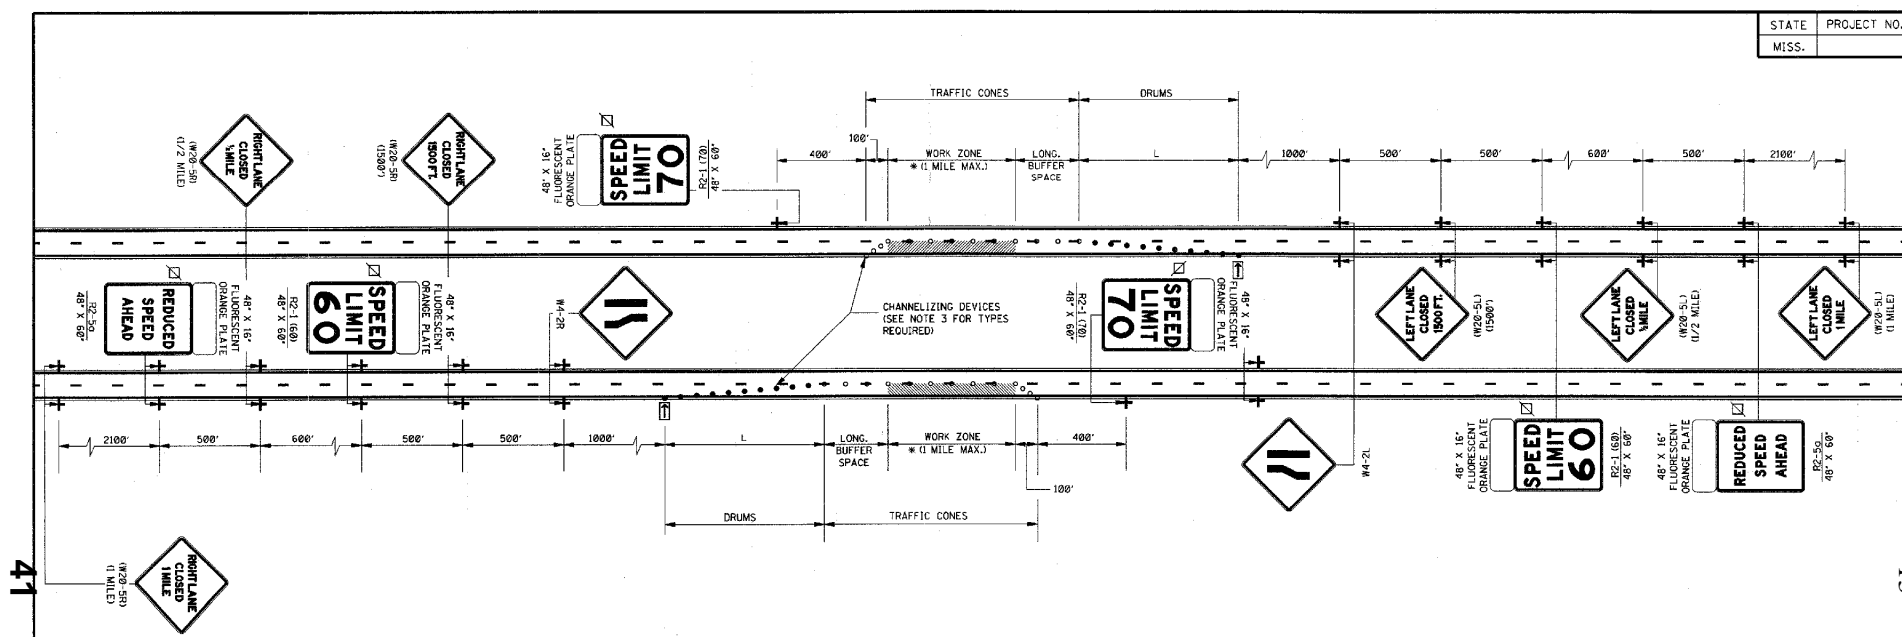 STATE PROJECT NO.
MISS.
TRAFFIC CONES
DRUMS
RIGHT LANE
CLOSED
½ MILE
(W20-5R)
(1/2 MILE)
RIGHT LANE
CLOSED
1500 FT.
(W20-5R)
(1500')
SPEED
LIMIT
70
R2-1 (70)
48" X 60"
48" X 16"
FLUORESCENT
ORANGE PLATE
400'
100'
WORK ZONE
* (1 MILE MAX.)
LONG.
BUFFER
SPACE
L
1000'
500'
500'
600'
500'
2100'
REDUCED
SPEED
AHEAD
R2-5a
48" X 60"
48" X 16"
FLUORESCENT
ORANGE PLATE
SPEED
LIMIT
60
R2-1 (60)
48" X 60"
48" X 16"
FLUORESCENT
ORANGE PLATE
W4-2R
CHANNELIZING DEVICES
(SEE NOTE 3 FOR TYPES
REQUIRED)
SPEED
LIMIT
70
R2-1 (70)
48" X 60"
48" X 16"
FLUORESCENT
ORANGE PLATE
LEFT LANE
CLOSED
1500 FT.
(W20-5L)
(1500')
LEFT LANE
CLOSED
½ MILE
(W20-5L)
(1/2 MILE)
LEFT LANE
CLOSED
1 MILE
(W20-5L)
(1 MILE)
2100'
500'
600'
500'
500'
1000'
L
LONG.
BUFFER
SPACE
WORK ZONE
* (1 MILE MAX.)
400'
100'
DRUMS
TRAFFIC CONES
W4-2L
48" X 16"
FLUORESCENT
ORANGE PLATE
SPEED
LIMIT
60
R2-1 (60)
48" X 60"
48" X 16"
FLUORESCENT
ORANGE PLATE
REDUCED
SPEED
AHEAD
R2-5a
48" X 60"
RIGHT LANE
CLOSED
1 MILE
(W20-5R)
(1 MILE)
41